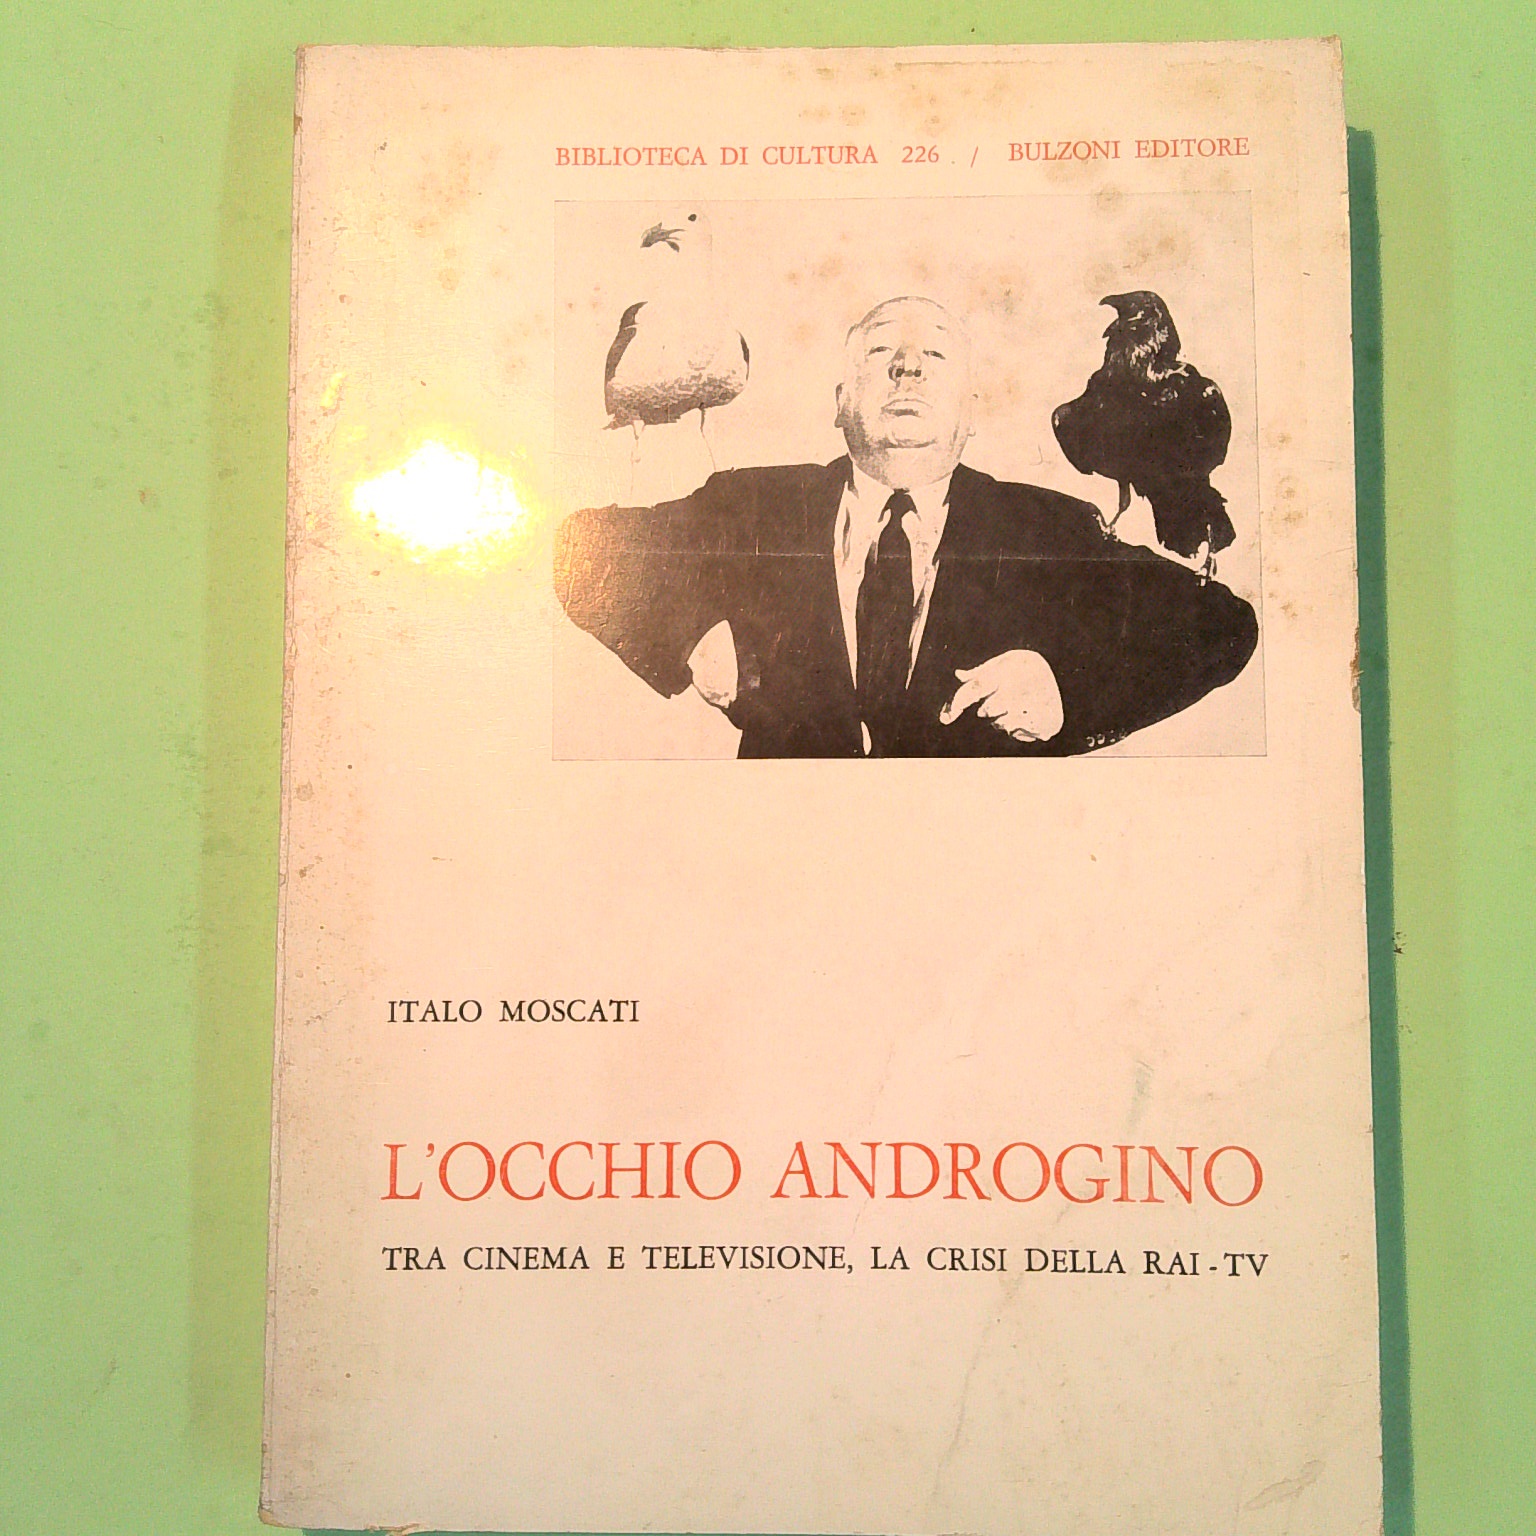 BIBLIOTECA DI CULTURA 226 . / BULZONI EDITORE
ITALO MOSCATI
L'OCCHIO ANDROGINO
TRA CINEMA E TELEVISIONE, LA CRISI DELLA RAI - TV